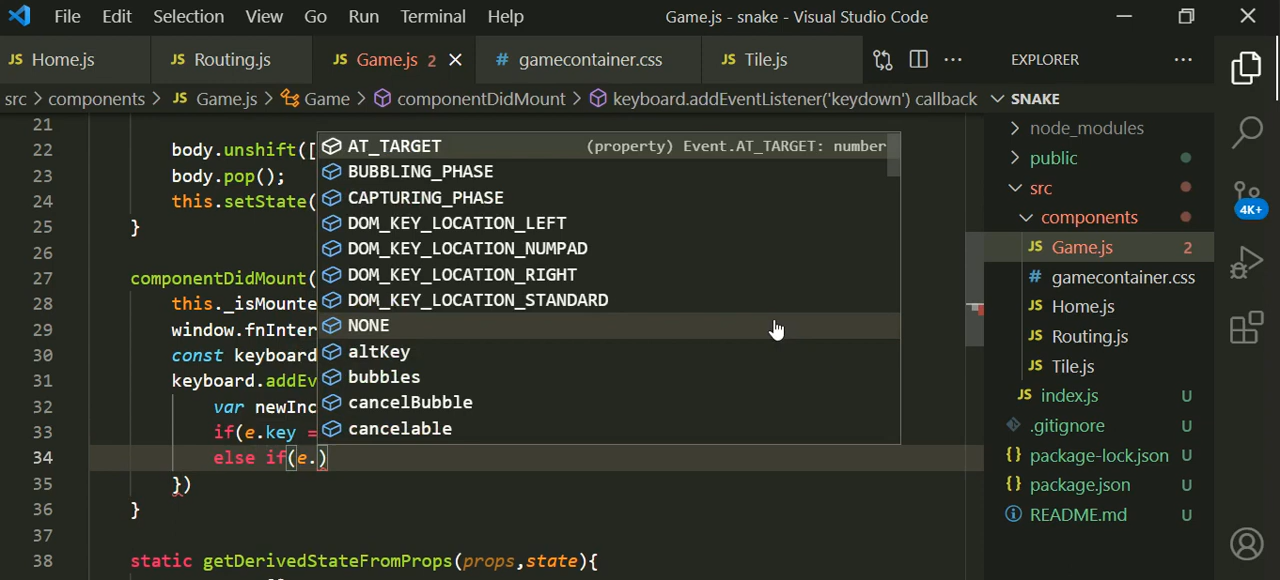 File Edit Selection View Go Run Terminal Help Game.js - snake - Visual Studio Code
JS Home.js JS Routing.js JS Game.js 2 # gamecontainer.css JS Tile.js
src > components > JS Game.js > Game > componentDidMount > keyboard.addEventListener('keydown') callback
21
22 body.unshift([
23 body.pop();
24 this.setState(
25 }
26
27 componentDidMount(
28 this._isMounte
29 window.fnInter
30 const keyboard
31 keyboard.addEv
32 var newInc
33 if(e.key =
34 else if(e.)
35 })
36 }
37
38 static getDerivedStateFromProps(props,state){
AT_TARGET (property) Event.AT_TARGET: number
BUBBLING_PHASE
CAPTURING_PHASE
DOM_KEY_LOCATION_LEFT
DOM_KEY_LOCATION_NUMPAD
DOM_KEY_LOCATION_RIGHT
DOM_KEY_LOCATION_STANDARD
NONE
altKey
bubbles
cancelBubble
cancelable
EXPLORER
SNAKE
node_modules
public
src
components
JS Game.js 2
# gamecontainer.css
JS Home.js
JS Routing.js
JS Tile.js
JS index.js U
.gitignore U
{} package-lock.json U
{} package.json U
README.md U
4K+